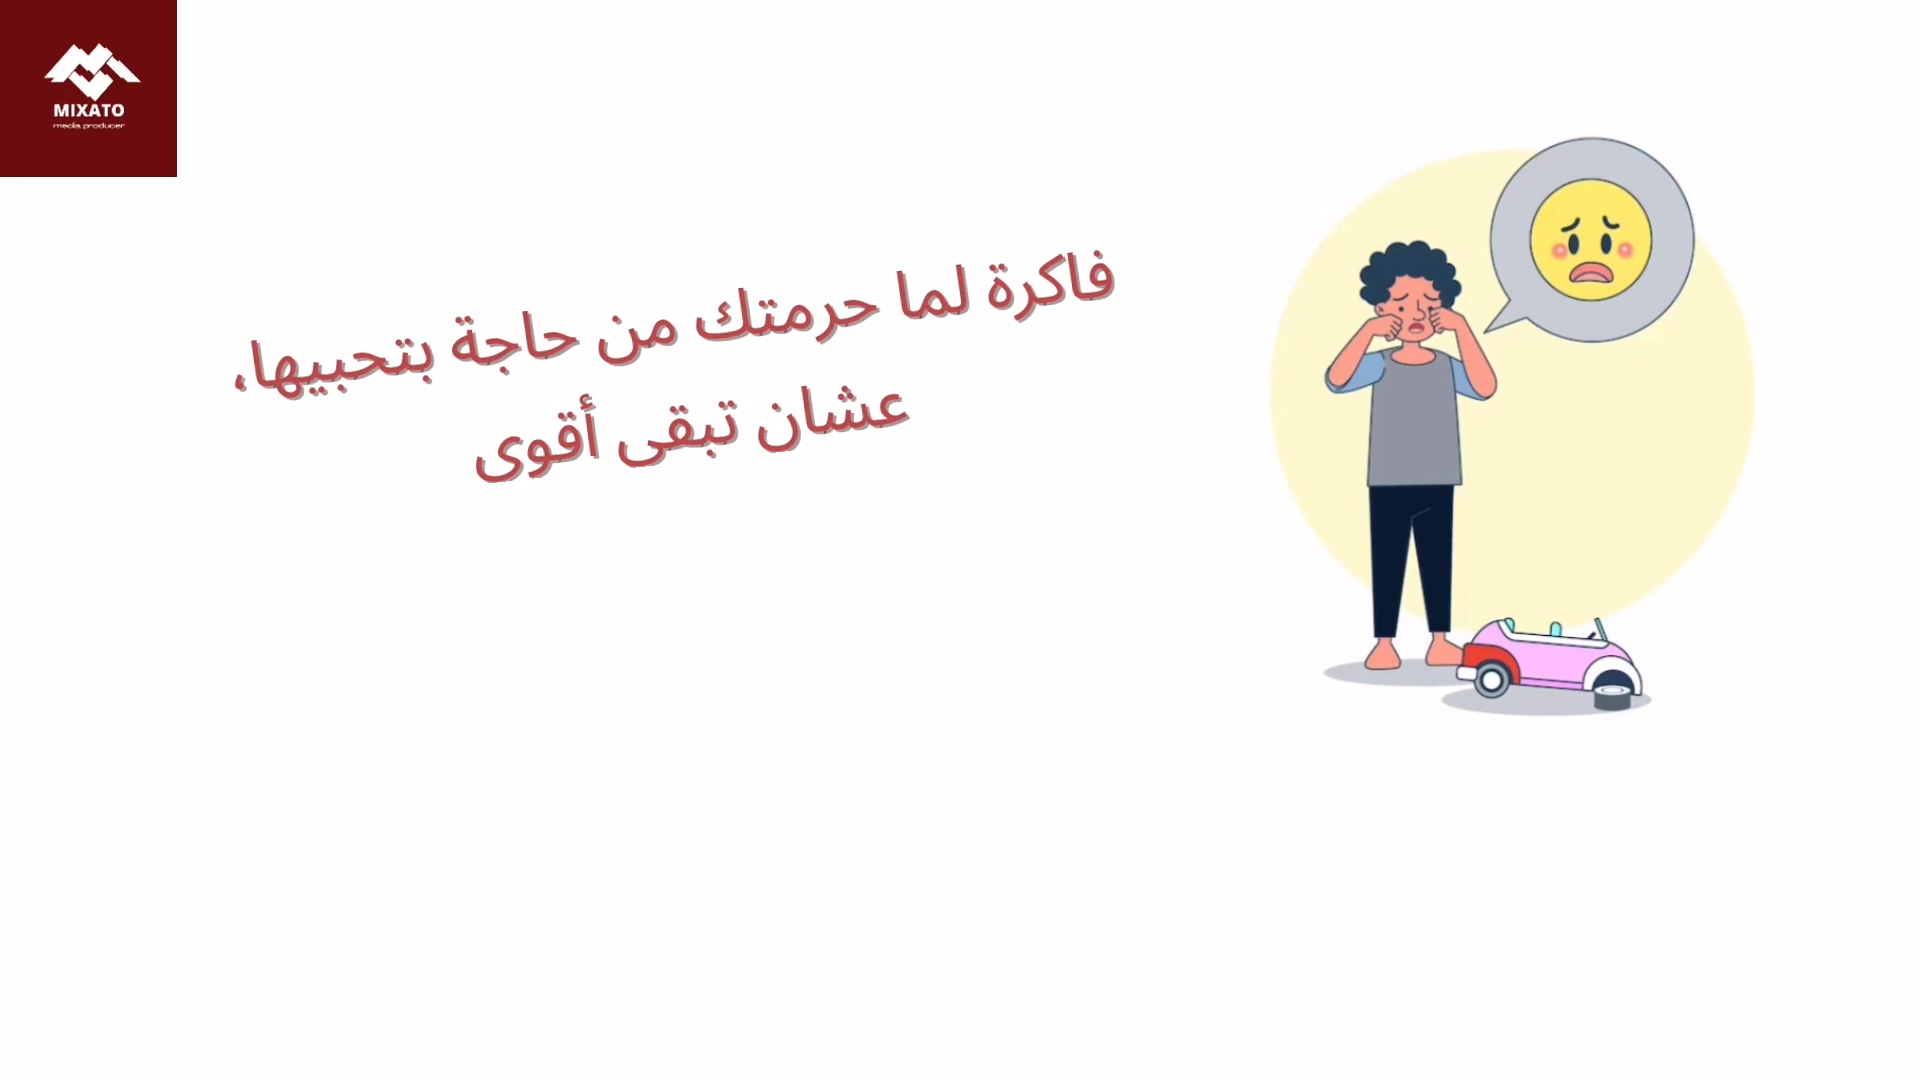 MIXATO
media producer
فاكرة لما حرمتك من حاجة بتحبيها،
عشان تبقى أقوى